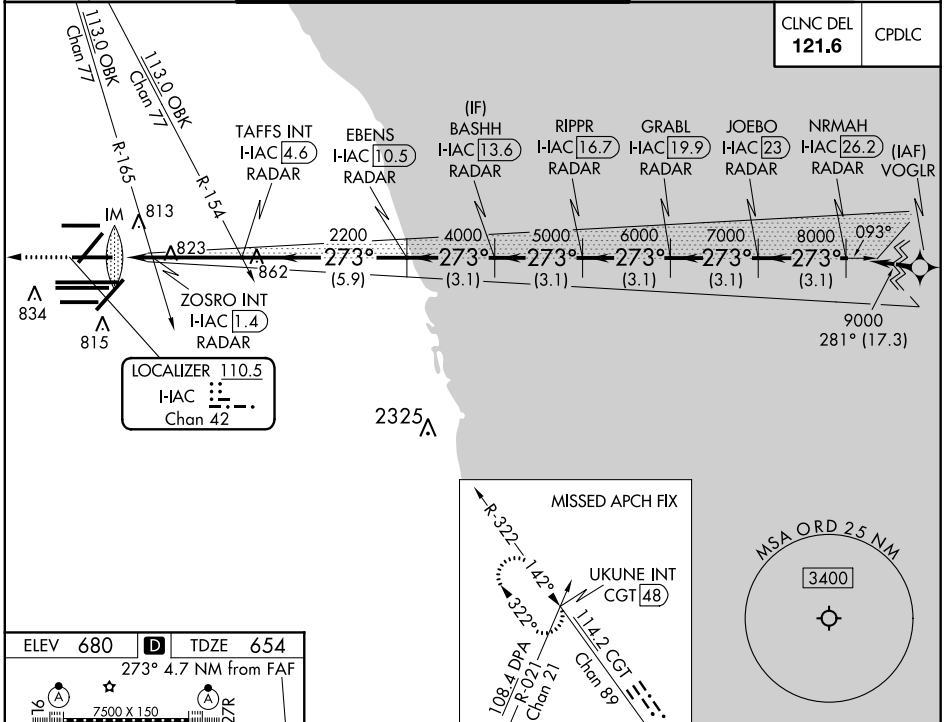 CLNC DEL
121.6
CPDLC
113.0 OBK
Chan 77
113.0 OBK
Chan 77
R-165
R-154
TAFFS INT
I-IAC 4.6
RADAR
EBENS
I-IAC 10.5
RADAR
(IF)
BASHH
I-IAC 13.6
RADAR
RIPPR
I-IAC 16.7
RADAR
GRABL
I-IAC 19.9
RADAR
JOEBO
I-IAC 23
RADAR
NRMAH
I-IAC 26.2
RADAR
(IAF)
VOGLR
IM
813
823
862
834
815
2200
273°
(5.9)
4000
273°
(3.1)
5000
273°
(3.1)
6000
273°
(3.1)
7000
273°
(3.1)
8000
273°
(3.1)
093°
9000
281° (17.3)
ZOSRO INT
I-IAC 1.4
RADAR
LOCALIZER 110.5
I-IAC
Chan 42
2325
MISSED APCH FIX
R-322
142°
322°
UKUNE INT
CGT 48
114.2 CGT
Chan 89
108.4 DPA
R-021
Chan 21
MSA ORD 25 NM
3400
ELEV 680 D TDZE 654
273° 4.7 NM from FAF
A
A
7500 X 150
27R